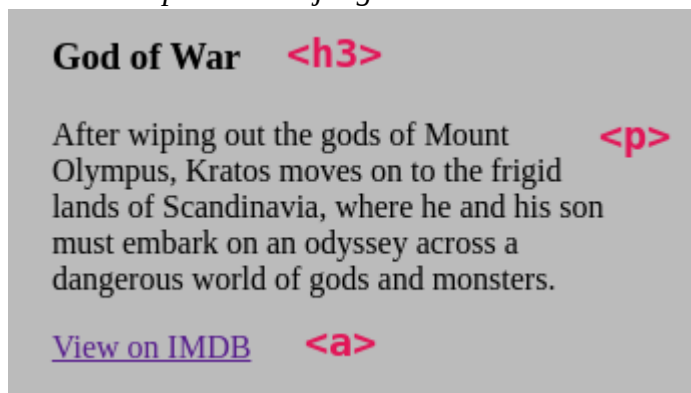 God of War <h3>
After wiping out the gods of Mount <p>
Olympus, Kratos moves on to the frigid
lands of Scandinavia, where he and his son
must embark on an odyssey across a
dangerous world of gods and monsters.
View on IMDB <a>